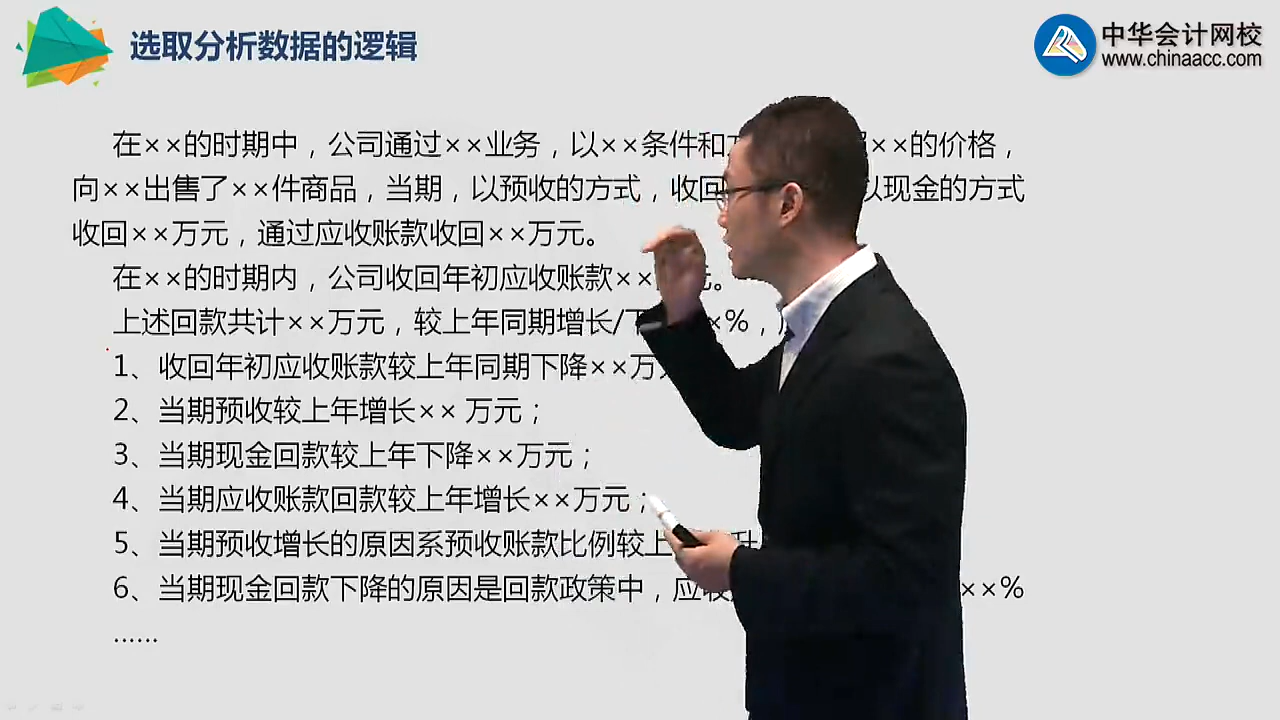 选取分析数据的逻辑
中华会计网校
www.chinaacc.com
在××的时期中，公司通过××业务，以××条件和 ××的价格，
向××出售了××件商品，当期，以预收的方式，收回 以现金的方式
收回××万元，通过应收账款收回××万元。
在××的时期内，公司收回年初应收账款×× 元。
上述回款共计××万元，较上年同期增长/下 ×%，
1、收回年初应收账款较上年同期下降××万
2、当期预收较上年增长×× 万元；
3、当期现金回款较上年下降××万元；
4、当期应收账款回款较上年增长××万元；
5、当期预收增长的原因系预收账款比例较上 升
6、当期现金回款下降的原因是回款政策中，应收 ××%
......